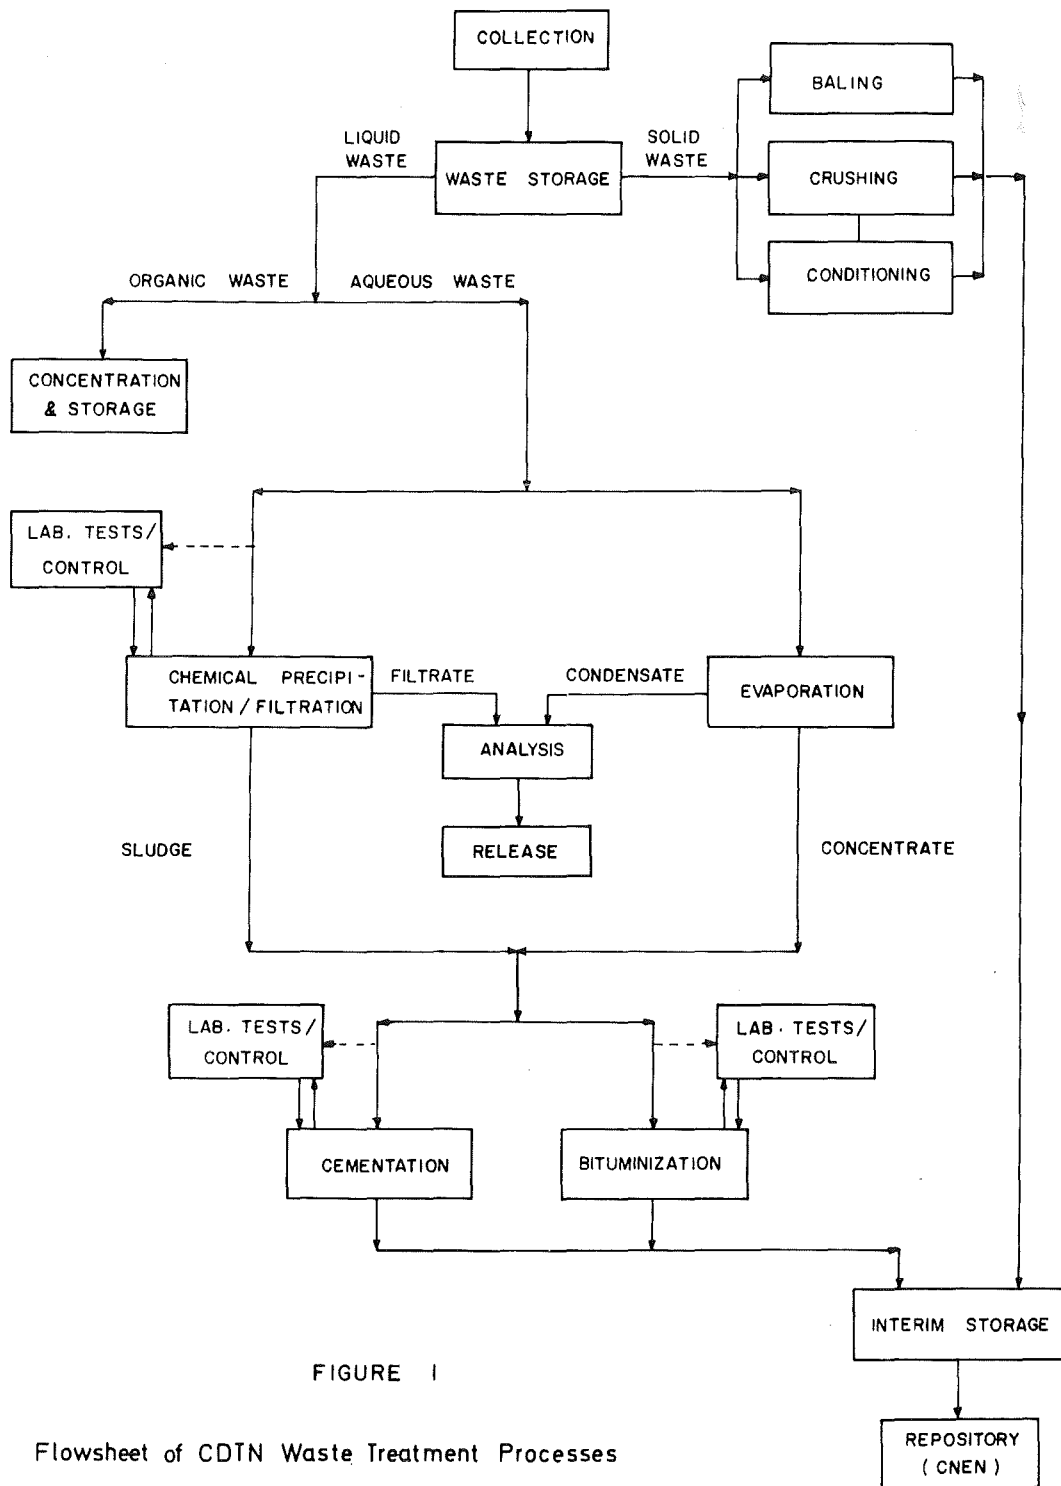 COLLECTION
LIQUID
WASTE
WASTE STORAGE
SOLID
WASTE
BALING
CRUSHING
CONDITIONING
ORGANIC WASTE
AQUEOUS WASTE
CONCENTRATION
& STORAGE
LAB. TESTS/
CONTROL
CHEMICAL PRECIPI-
TATION/FILTRATION
FILTRATE
CONDENSATE
EVAPORATION
ANALYSIS
RELEASE
SLUDGE
CONCENTRATE
LAB. TESTS/
CONTROL
LAB. TESTS/
CONTROL
CEMENTATION
BITUMINIZATION
INTERIM STORAGE
REPOSITORY
(CNEN)
FIGURE 1
Flowsheet of CDTN Waste Treatment Processes